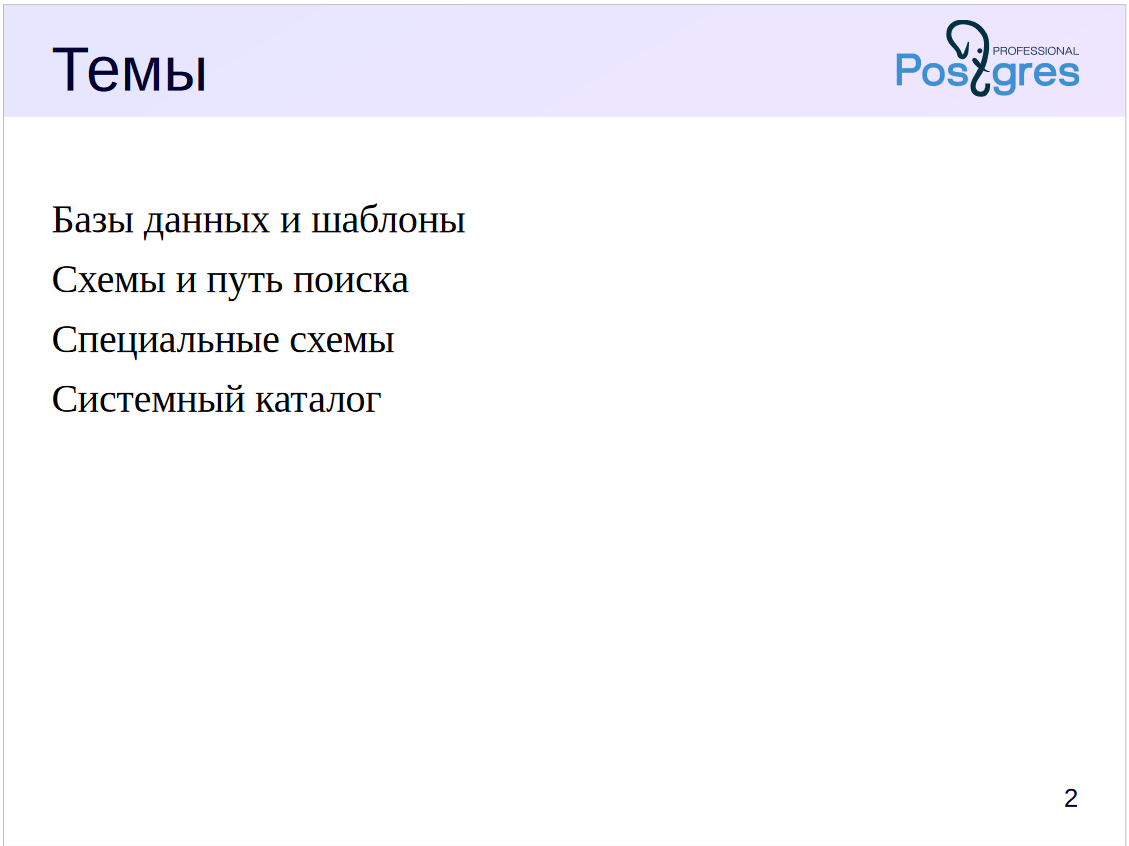 Темы
PROFESSIONAL
Postgres
Базы данных и шаблоны
Схемы и путь поиска
Специальные схемы
Системный каталог
2